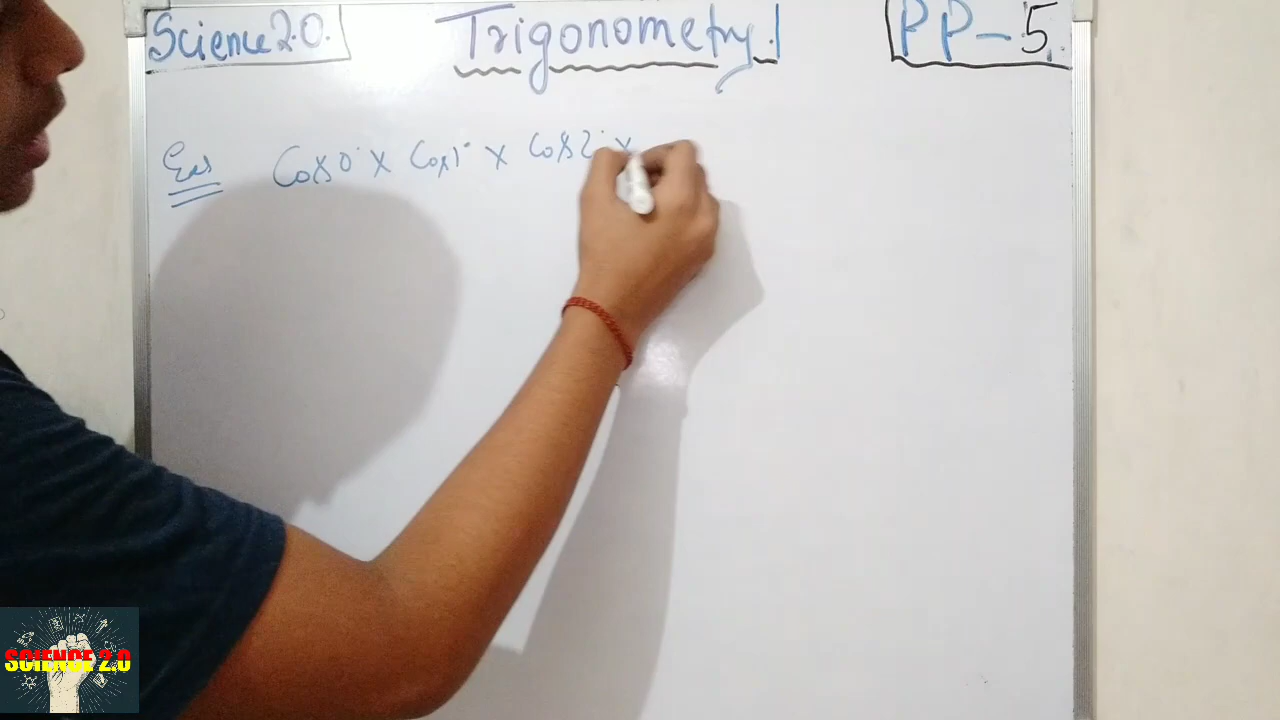 Science 2.0. Trigonometry. PP-5.
Ex Cos0° × Cos1° × Cos2° ×
SCIENCE 2.0